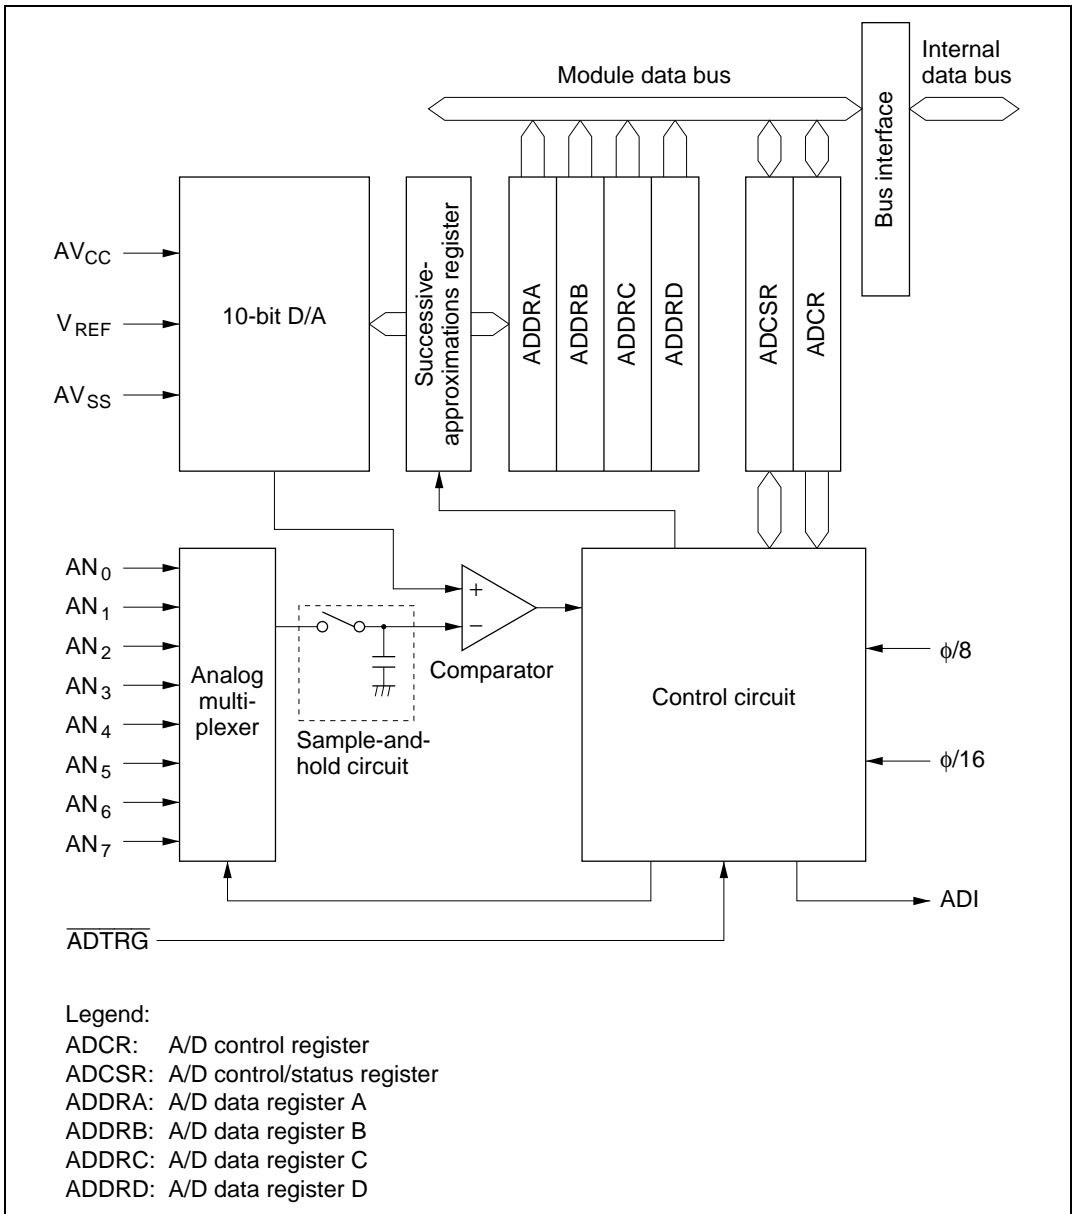 Module data bus
Internal
data bus
Bus interface
AVCC
VREF
AVSS
10-bit D/A
Successive-
approximations register
ADDRA
ADDRB
ADDRC
ADDRD
ADCSR
ADCR
AN0
AN1
AN2
AN3
AN4
AN5
AN6
AN7
Analog
multi-
plexer
Sample-and-
hold circuit
+
−
Comparator
Control circuit
ϕ/8
ϕ/16
ADI
ADTRG
Legend:
ADCR: A/D control register
ADCSR: A/D control/status register
ADDRA: A/D data register A
ADDRB: A/D data register B
ADDRC: A/D data register C
ADDRD: A/D data register D